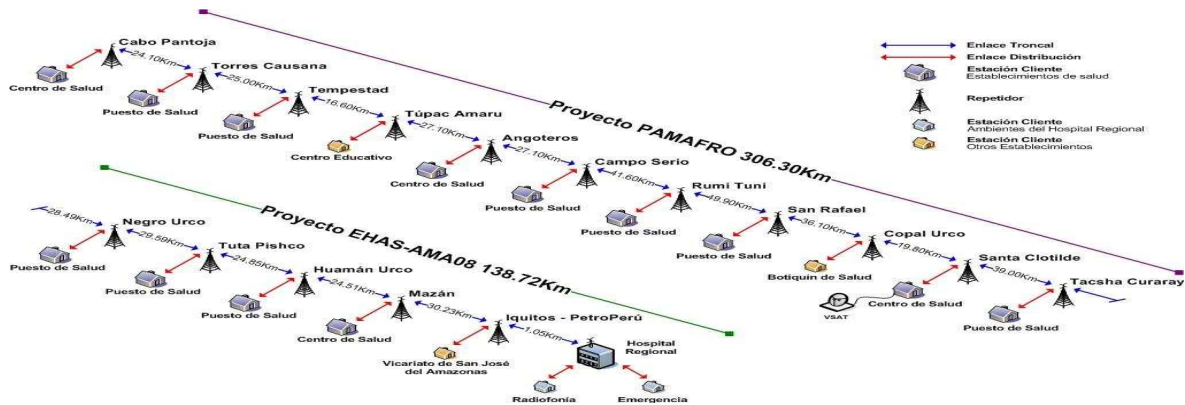 Cabo Pantoja
24.10Km
Centro de Salud
Torres Causana
25.00Km
Puesto de Salud
Tempestad
16.60Km
Puesto de Salud
Túpac Amaru
27.10Km
Centro Educativo
Angoteros
27.10Km
Centro de Salud
Campo Serio
41.60Km
Puesto de Salud
Rumi Tuni
49.90Km
Puesto de Salud
San Rafael
36.10Km
Puesto de Salud
Copal Urco
19.80Km
Botiquín de Salud
Santa Clotilde
39.00Km
VSAT
Centro de Salud
Tacsha Curaray
Puesto de Salud
Proyecto PAMAFRO 306.30Km
Enlace Troncal
Enlace Distribución
Estación Cliente
Establecimientos de salud
Repetidor
Estación Cliente
Ambientes del Hospital Regional
Estación Cliente
Otros Establecimientos
Proyecto EHAS-AMA08 138.72Km
28.49Km
Negro Urco
29.59Km
Puesto de Salud
Tuta Pishco
24.85Km
Puesto de Salud
Huamán Urco
24.51Km
Puesto de Salud
Mazán
30.23Km
Centro de Salud
Iquitos - PetroPerú
1.05Km
Vicariato de San José
del Amazonas
Hospital
Regional
Radiofonía
Emergencia